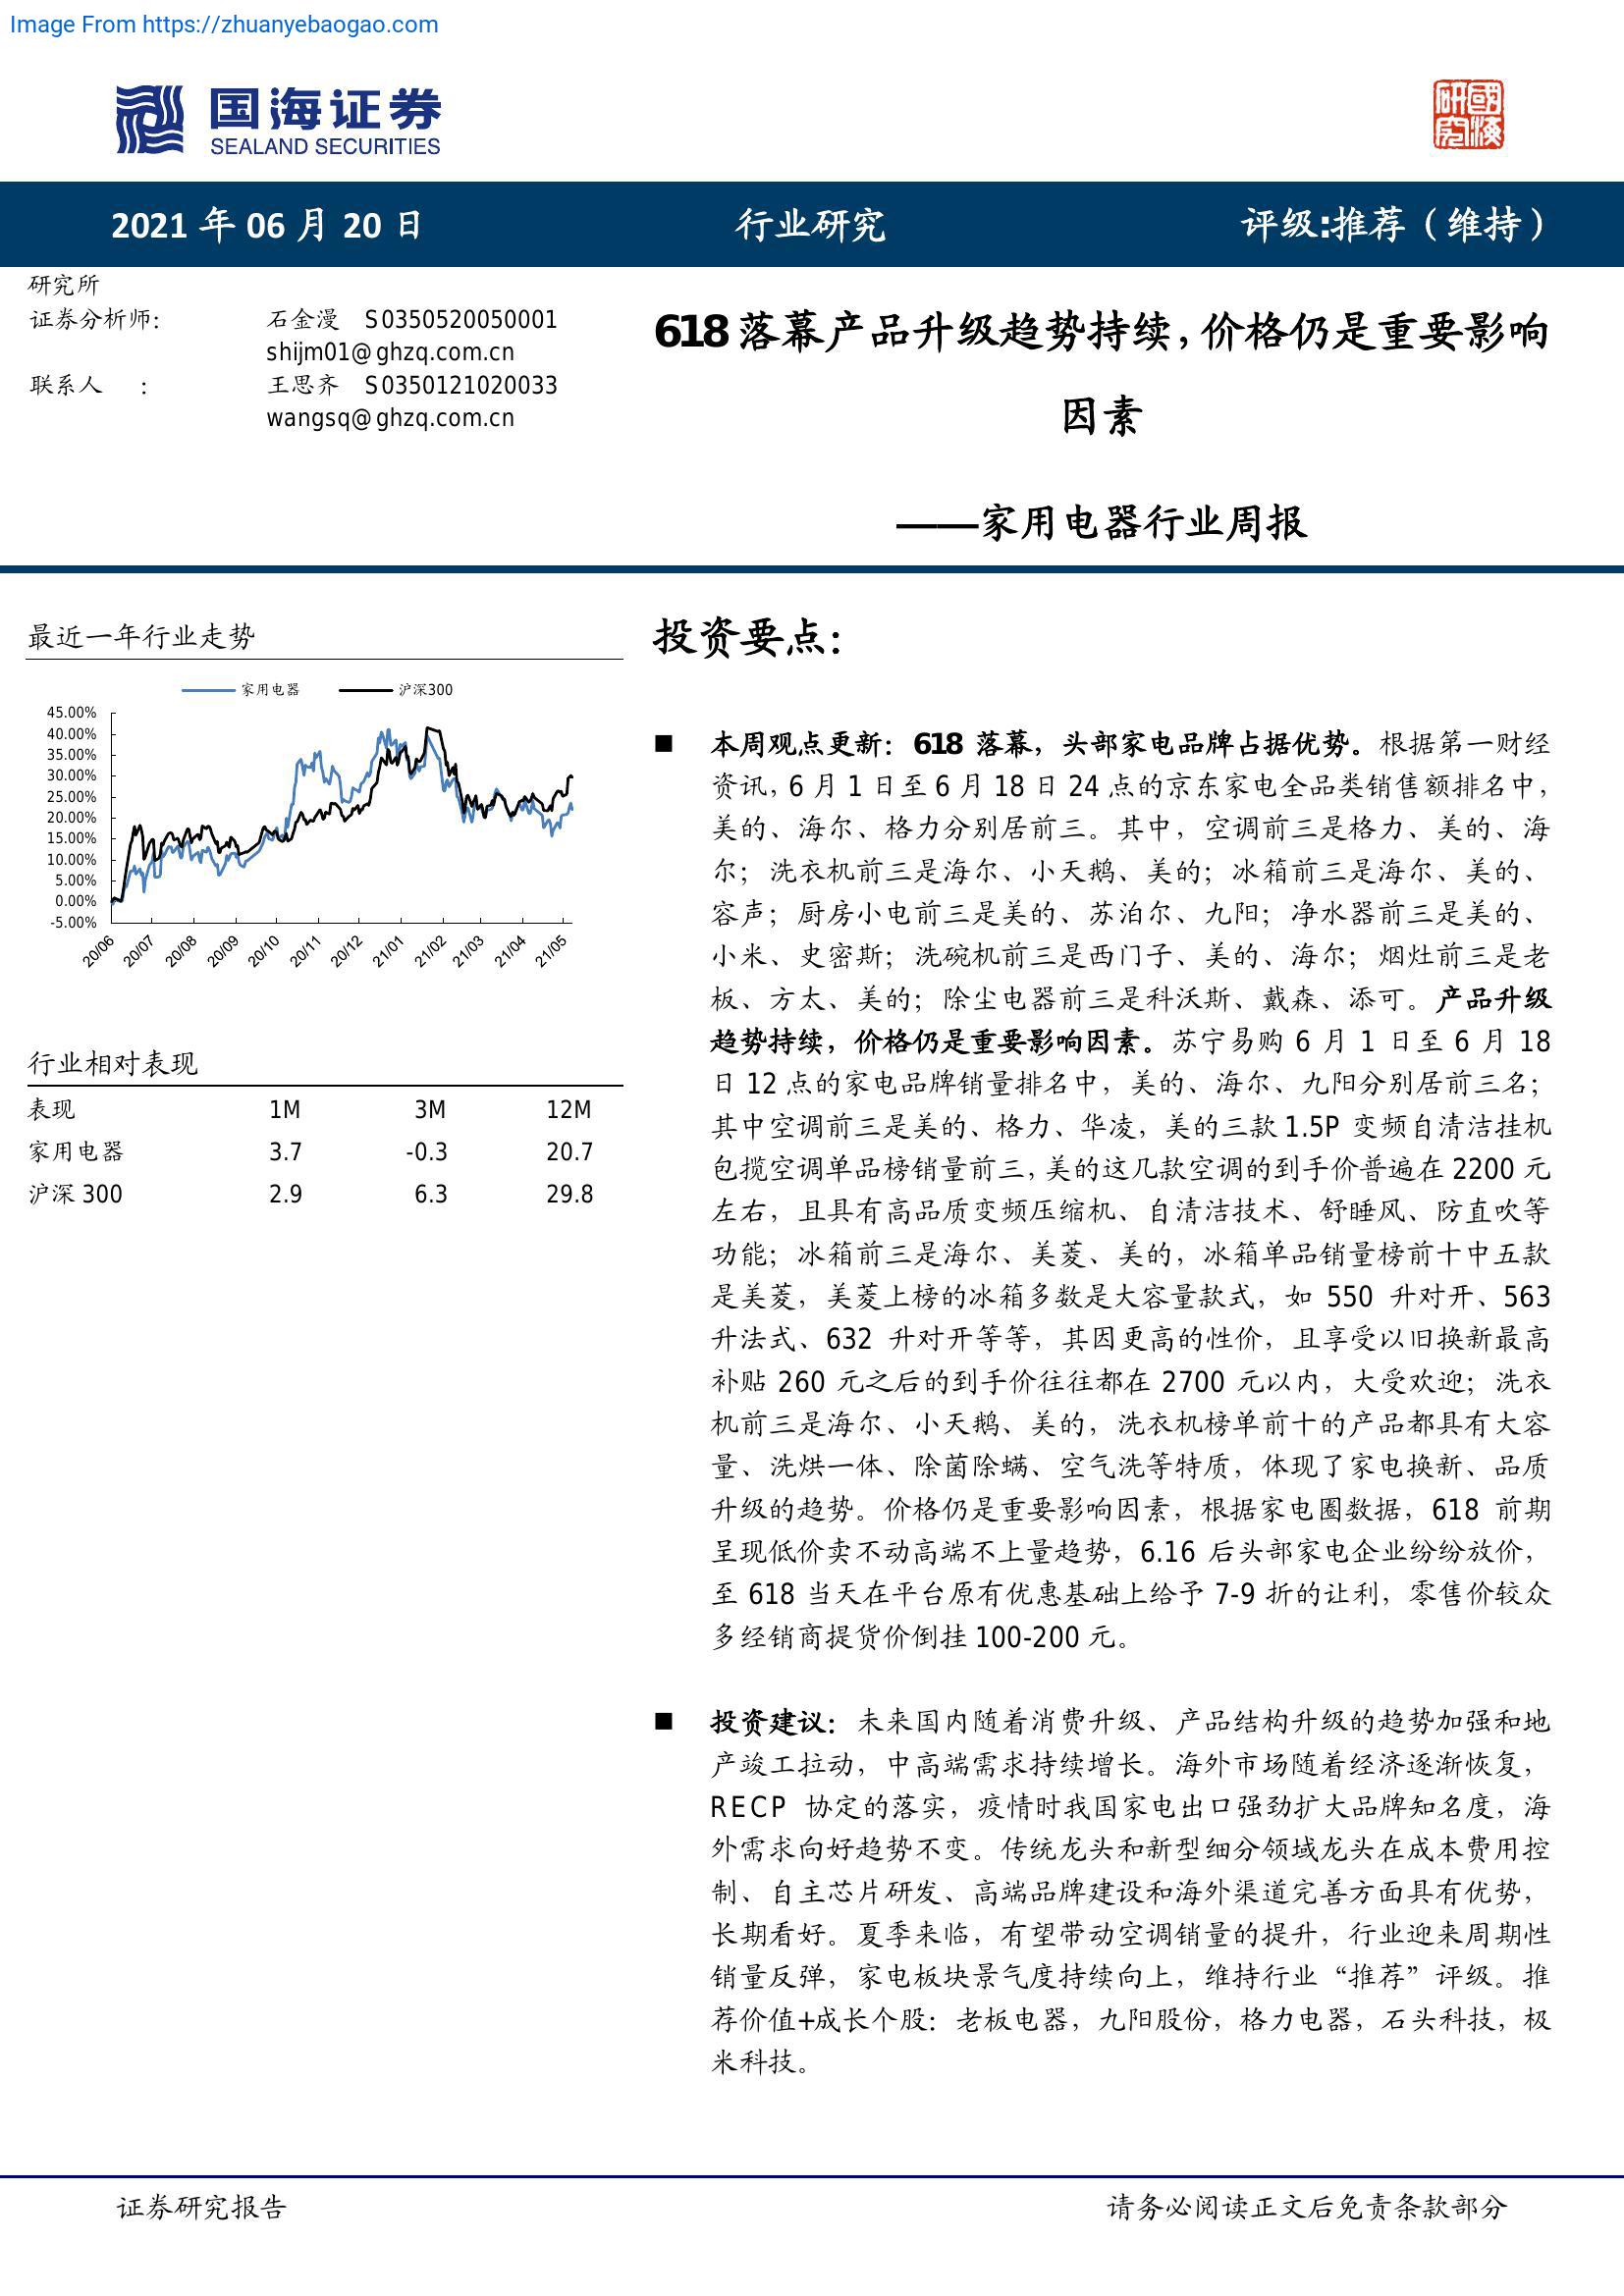 Image From https://zhuanyebaogao.com
国海证券
SEALAND SECURITIES
研究
國海
2021 年 06 月 20 日
行业研究
评级:推荐（维持）
研究所
证券分析师:
石金漫 S0350520050001
shijm01@ghzq.com.cn
联系人 :
王思齐 S0350121020033
wangsq@ghzq.com.cn
618 落幕产品升级趋势持续,价格仍是重要影响
因素
——家用电器行业周报
最近一年行业走势
家用电器
沪深300
45.00%
40.00%
35.00%
30.00%
25.00%
20.00%
15.00%
10.00%
5.00%
0.00%
-5.00%
20/06
20/07
20/08
20/09
20/10
20/11
20/12
21/01
21/02
21/03
21/04
21/05
行业相对表现
表现 1M 3M 12M
家用电器 3.7 -0.3 20.7
沪深 300 2.9 6.3 29.8
投资要点：
■ 本周观点更新：618 落幕，头部家电品牌占据优势。根据第一财经
资讯,6 月 1 日至 6 月 18 日 24 点的京东家电全品类销售额排名中，
美的、海尔、格力分别居前三。其中，空调前三是格力、美的、海
尔；洗衣机前三是海尔、小天鹅、美的；冰箱前三是海尔、美的、
容声；厨房小电前三是美的、苏泊尔、九阳；净水器前三是美的、
小米、史密斯；洗碗机前三是西门子、美的、海尔；烟灶前三是老
板、方太、美的；除尘电器前三是科沃斯、戴森、添可。产品升级
趋势持续，价格仍是重要影响因素。苏宁易购 6 月 1 日至 6 月 18
日 12 点的家电品牌销量排名中，美的、海尔、九阳分别居前三名；
其中空调前三是美的、格力、华凌，美的三款 1.5P 变频自清洁挂机
包揽空调单品榜销量前三,美的这几款空调的到手价普遍在 2200 元
左右，且具有高品质变频压缩机、自清洁技术、舒睡风、防直吹等
功能；冰箱前三是海尔、美菱、美的，冰箱单品销量榜前十中五款
是美菱，美菱上榜的冰箱多数是大容量款式，如 550 升对开、563
升法式、632 升对开等等，其因更高的性价，且享受以旧换新最高
补贴 260 元之后的到手价往往都在 2700 元以内，大受欢迎；洗衣
机前三是海尔、小天鹅、美的，洗衣机榜单前十的产品都具有大容
量、洗烘一体、除菌除螨、空气洗等特质，体现了家电换新、品质
升级的趋势。价格仍是重要影响因素，根据家电圈数据，618 前期
呈现低价卖不动高端不上量趋势，6.16 后头部家电企业纷纷放价，
至 618 当天在平台原有优惠基础上给予 7-9 折的让利，零售价较众
多经销商提货价倒挂 100-200 元。
■ 投资建议：未来国内随着消费升级、产品结构升级的趋势加强和地
产竣工拉动，中高端需求持续增长。海外市场随着经济逐渐恢复，
RECP 协定的落实，疫情时我国家电出口强劲扩大品牌知名度，海
外需求向好趋势不变。传统龙头和新型细分领域龙头在成本费用控
制、自主芯片研发、高端品牌建设和海外渠道完善方面具有优势，
长期看好。夏季来临，有望带动空调销量的提升，行业迎来周期性
销量反弹，家电板块景气度持续向上，维持行业“推荐”评级。推
荐价值+成长个股：老板电器，九阳股份，格力电器，石头科技，极
米科技。
证券研究报告
请务必阅读正文后免责条款部分